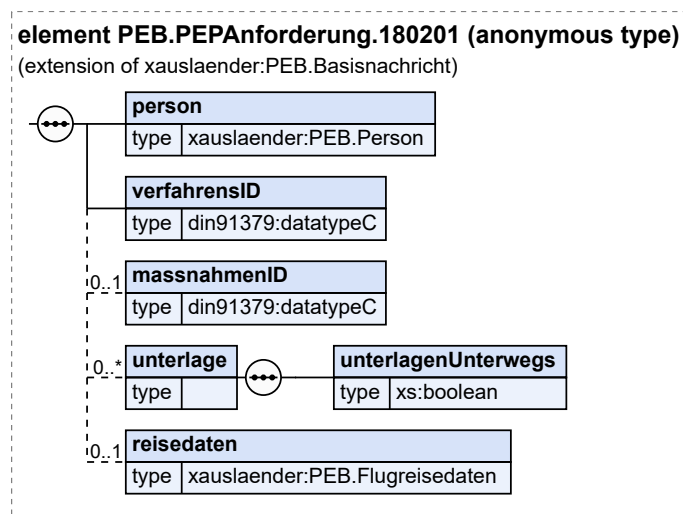 element PEB.PEPAnforderung.180201 (anonymous type)
(extension of xauslaender:PEB.Basisnachricht)
person
type xauslaender:PEB.Person
verfahrensID
type din91379:datatypeC
0..1 massnahmenID
type din91379:datatypeC
0..* unterlage unterlagenUnterwegs
type type xs:boolean
0..1 reisedaten
type xauslaender:PEB.Flugreisedaten